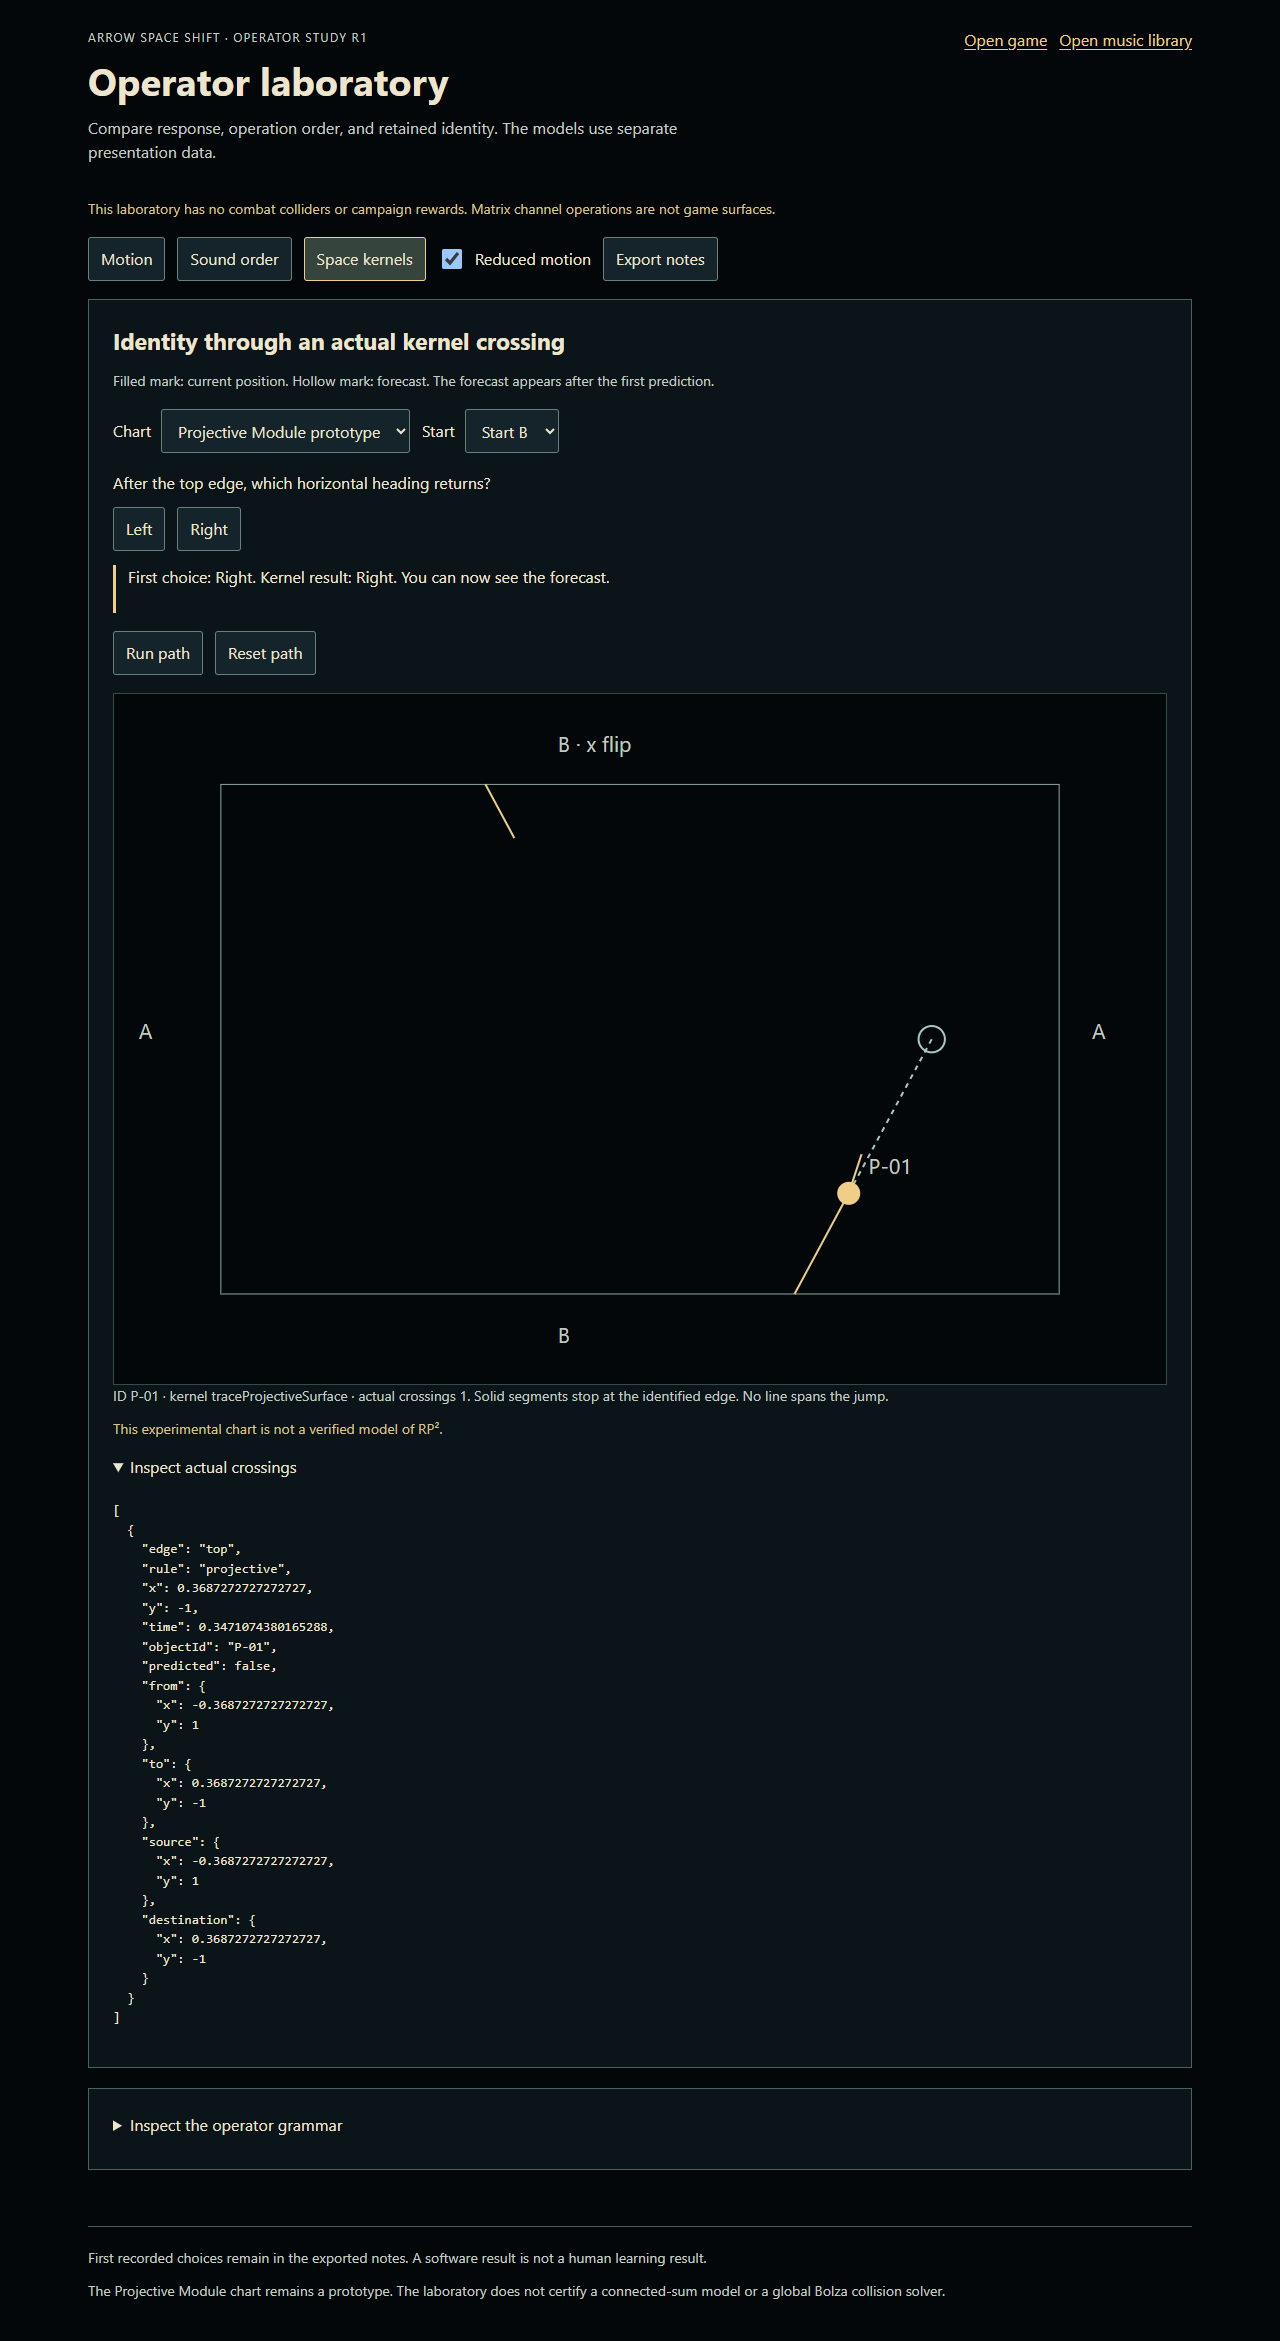 ARROW SPACE SHIFT · OPERATOR STUDY R1
Open game Open music library
Operator laboratory
Compare response, operation order, and retained identity. The models use separate
presentation data.
This laboratory has no combat colliders or campaign rewards. Matrix channel operations are not game surfaces.
Motion Sound order Space kernels Reduced motion Export notes
Identity through an actual kernel crossing
Filled mark: current position. Hollow mark: forecast. The forecast appears after the first prediction.
Chart Projective Module prototype Start Start B
After the top edge, which horizontal heading returns?
Left Right
First choice: Right. Kernel result: Right. You can now see the forecast.
Run path Reset path
B · x flip
A A
P-01
B
ID P-01 · kernel traceProjectiveSurface · actual crossings 1. Solid segments stop at the identified edge. No line spans the jump.
This experimental chart is not a verified model of RP².
▼ Inspect actual crossings
[
  {
    "edge": "top",
    "rule": "projective",
    "x": 0.3687272727272727,
    "y": -1,
    "time": 0.3471074380165288,
    "objectId": "P-01",
    "predicted": false,
    "from": {
      "x": -0.3687272727272727,
      "y": 1
    },
    "to": {
      "x": 0.3687272727272727,
      "y": -1
    },
    "source": {
      "x": -0.3687272727272727,
      "y": 1
    },
    "destination": {
      "x": 0.3687272727272727,
      "y": -1
    }
  }
]
▶ Inspect the operator grammar
First recorded choices remain in the exported notes. A software result is not a human learning result.
The Projective Module chart remains a prototype. The laboratory does not certify a connected-sum model or a global Bolza collision solver.